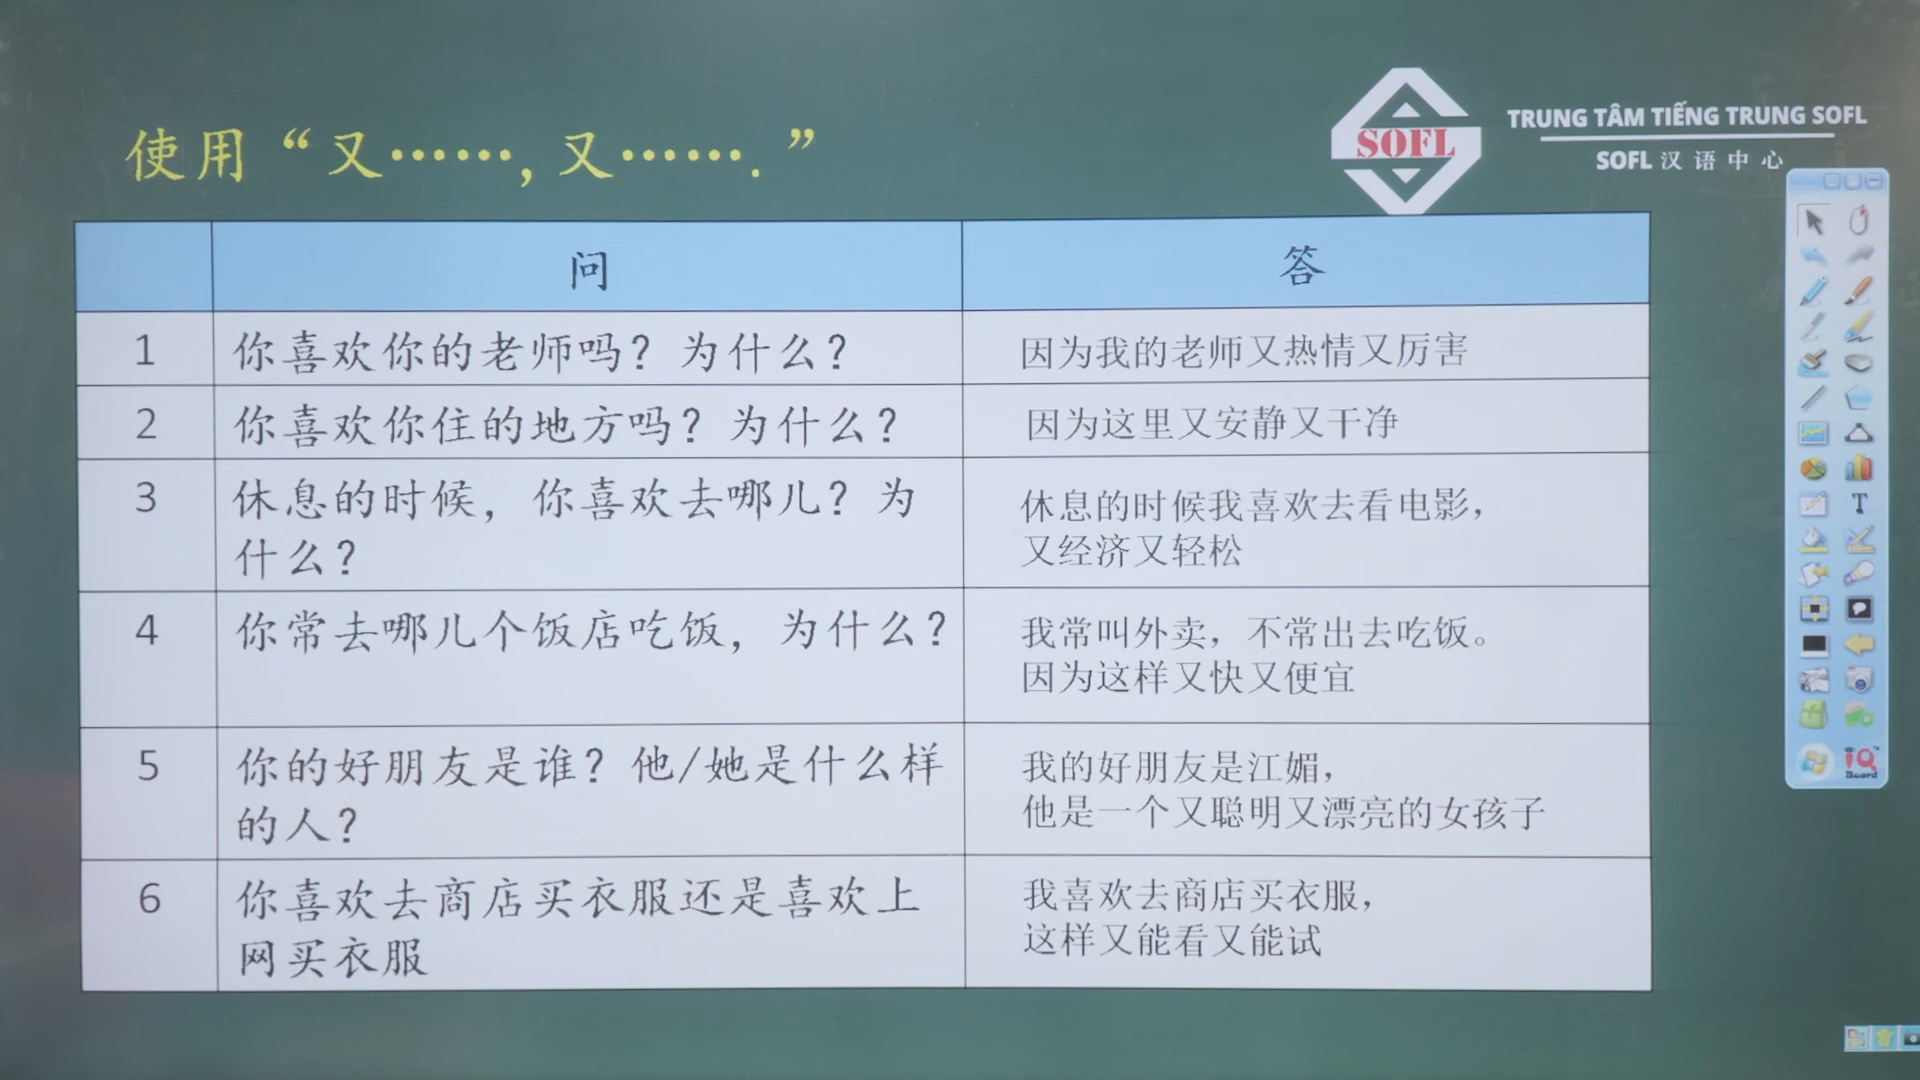 使用“又……,又…….”
SOFL
TRUNG TÂM TIẾNG TRUNG SOFL
SOFL 汉语中心
问
答
1
你喜欢你的老师吗？为什么？
因为我的老师又热情又厉害
2
你喜欢你住的地方吗？为什么？
因为这里又安静又干净
3
休息的时候，你喜欢去哪儿？为
什么？
休息的时候我喜欢去看电影，
又经济又轻松
4
你常去哪儿个饭店吃饭，为什么？
我常叫外卖，不常出去吃饭。
因为这样又快又便宜
5
你的好朋友是谁？他/她是什么样
的人？
我的好朋友是江媚，
他是一个又聪明又漂亮的女孩子
6
你喜欢去商店买衣服还是喜欢上
网买衣服
我喜欢去商店买衣服，
这样又能看又能试
T
IQ
Board